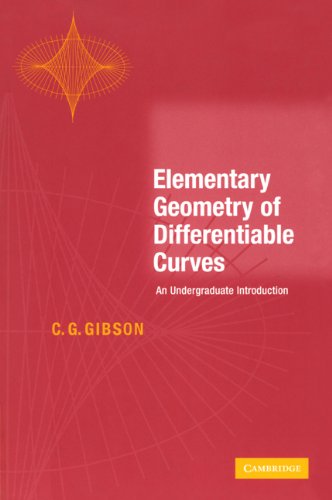 Elementary
Geometry of
Differentiable
Curves
An Undergraduate Introduction
C. G. GIBSON
CAMBRIDGE